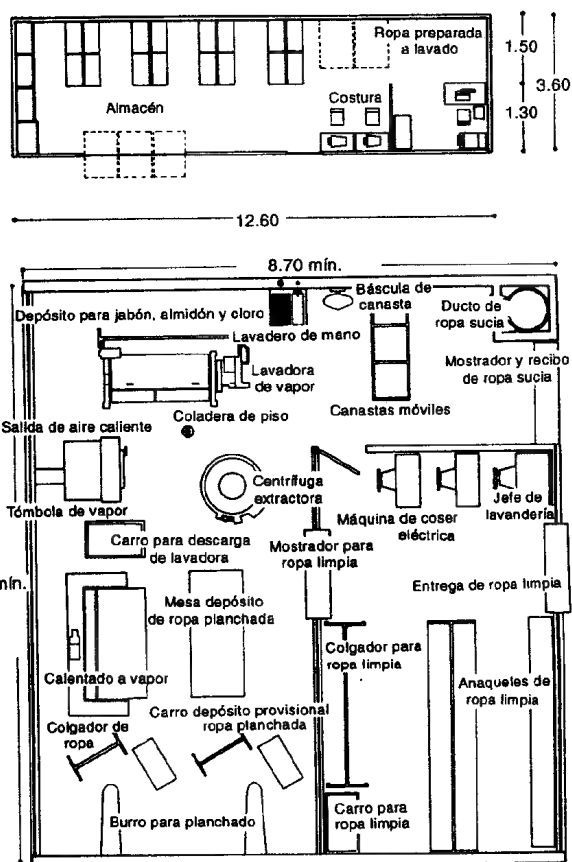 Ropa preparada
a lavado
1.50
3.60
1.30
Almacén
Costura
12.60
8.70 mín.
Báscula de
canasta
Ducto de
ropa sucia
Depósito para jabón, almidón y cloro
Lavadero de mano
Mostrador y recibo
de ropa sucia
Lavadora
de vapor
Canastas móviles
Coladera de piso
Salida de aire caliente
Centrífuga
extractora
Tómbola de vapor
Jefe de
lavandería
Máquina de coser
eléctrica
Carro para descarga
de lavadora
Mostrador para
ropa limpia
mín.
Entrega de ropa limpia
Mesa depósito
de ropa planchada
Colgador para
ropa limpia
Calentado a vapor
Anaqueles de
ropa limpia
Carro depósito provisional
ropa planchada
Colgador de
ropa
Burro para planchado
Carro para
ropa limpia